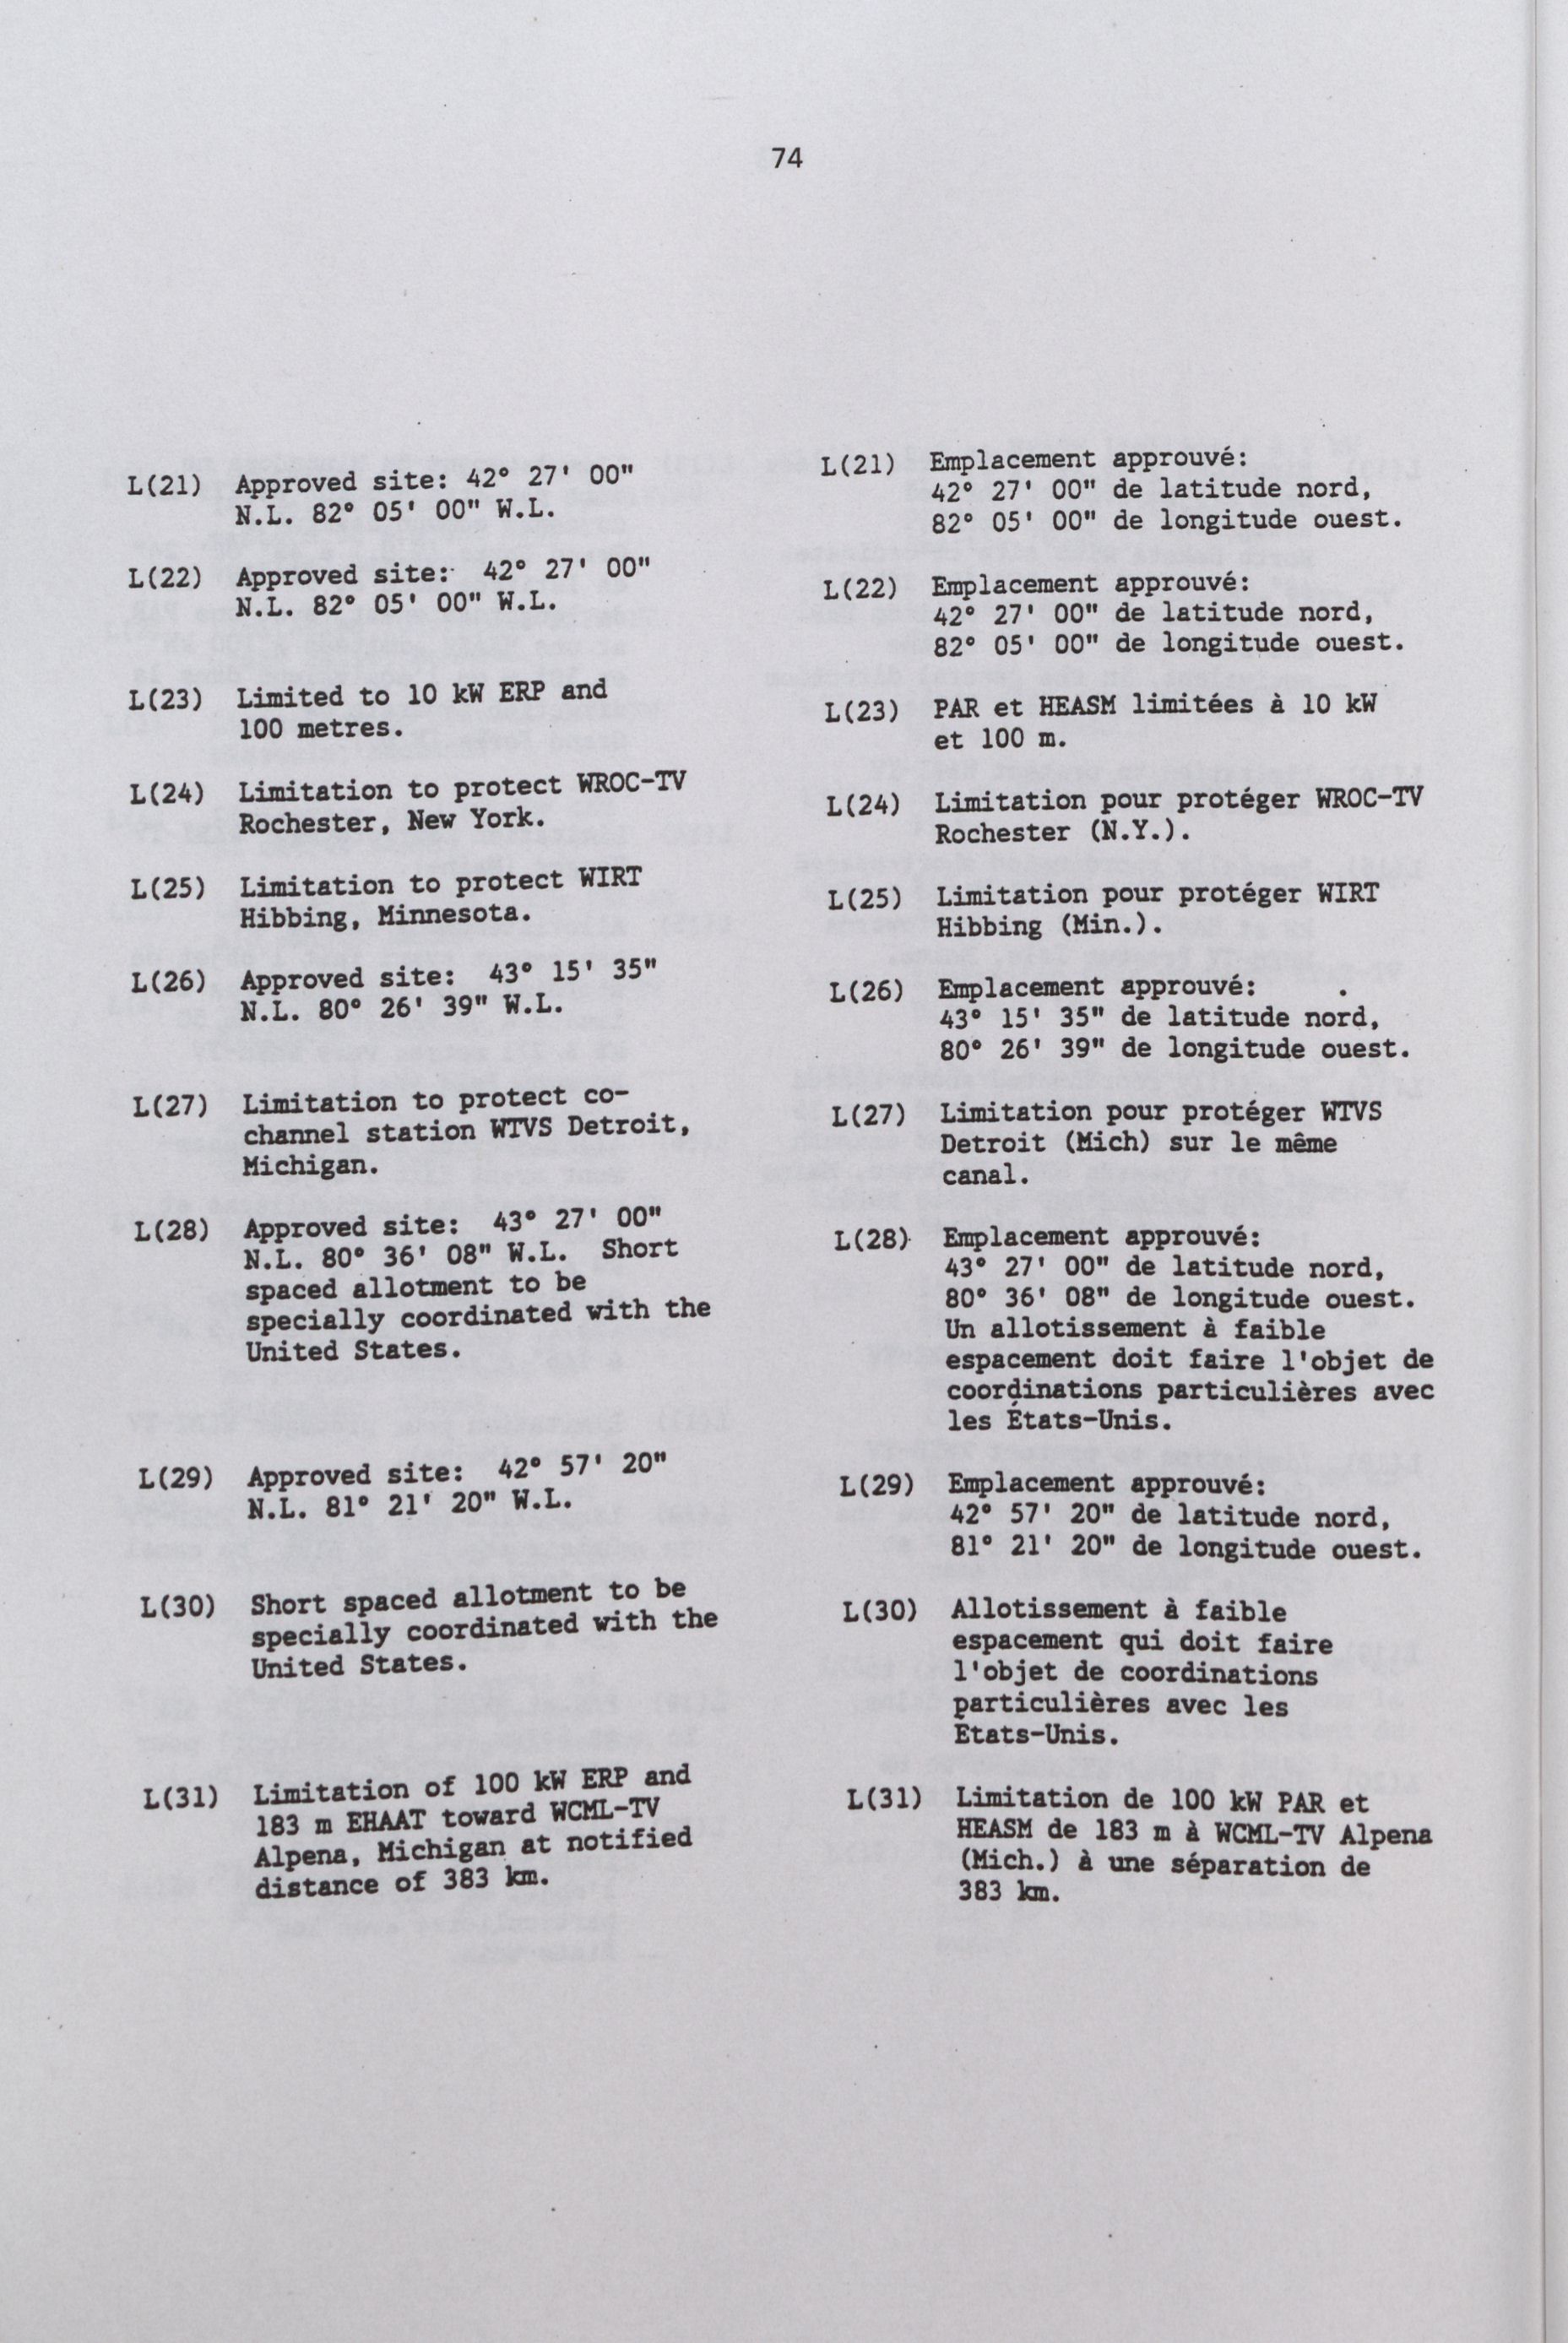 74
L(21) Approved site: 42° 27' 00"
N.L. 82° 05' 00" W.L.
L(22) Approved site: 42° 27' 00"
N.L. 82° 05' 00" W.L.
L(23) Limited to 10 kW ERP and
100 metres.
L(24) Limitation to protect WROC-TV
Rochester, New York.
L(25) Limitation to protect WIRT
Hibbing, Minnesota.
L(26) Approved site: 43° 15' 35"
N.L. 80° 26' 39" W.L.
L(27) Limitation to protect co-
channel station WTVS Detroit,
Michigan.
L(28) Approved site: 43° 27' 00"
N.L. 80° 36' 08" W.L. Short
spaced allotment to be
specially coordinated with the
United States.
L(29) Approved site: 42° 57' 20"
N.L. 81° 21' 20" W.L.
L(30) Short spaced allotment to be
specially coordinated with the
United States.
L(31) Limitation of 100 kW ERP and
183 m EHAAT toward WCML-TV
Alpena, Michigan at notified
distance of 383 km.
L(21) Emplacement approuvé:
42° 27' 00" de latitude nord,
82° 05' 00" de longitude ouest.
L(22) Emplacement approuvé:
42° 27' 00" de latitude nord,
82° 05' 00" de longitude ouest.
L(23) PAR et HEASM limitées à 10 kW
et 100 m.
L(24) Limitation pour protéger WROC-TV
Rochester (N.Y.).
L(25) Limitation pour protéger WIRT
Hibbing (Min.).
L(26) Emplacement approuvé:
43° 15' 35" de latitude nord,
80° 26' 39" de longitude ouest.
L(27) Limitation pour protéger WTVS
Detroit (Mich) sur le même
canal.
L(28) Emplacement approuvé:
43° 27' 00" de latitude nord,
80° 36' 08" de longitude ouest.
Un allotissement à faible
espacement doit faire l'objet de
coordinations particulières avec
les États-Unis.
L(29) Emplacement approuvé:
42° 57' 20" de latitude nord,
81° 21' 20" de longitude ouest.
L(30) Allotissement à faible
espacement qui doit faire
l'objet de coordinations
particulières avec les
États-Unis.
L(31) Limitation de 100 kW PAR et
HEASM de 183 m à WCML-TV Alpena
(Mich.) à une séparation de
383 km.